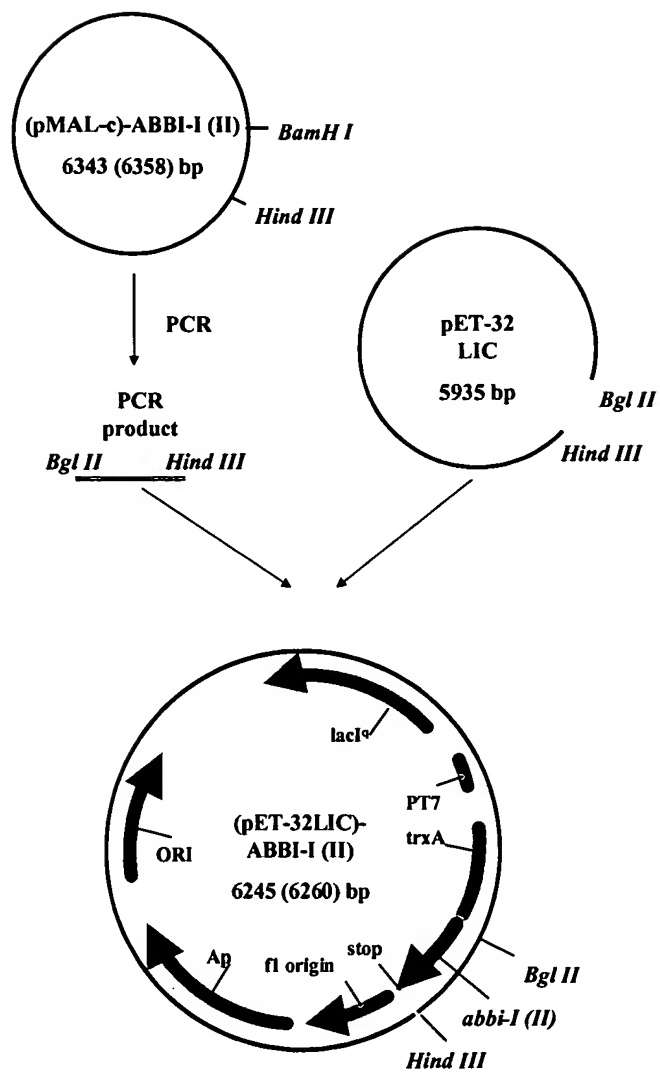 (pMAL-c)-ABBI-I (II)
6343 (6358) bp
BamH I
Hind III
PCR
pET-32
LIC
5935 bp
Bgl II
Hind III
PCR
product
Bgl II
Hind III
lacI^q
PT7
trxA
(pET-32LIC)-
ABBI-I (II)
6245 (6260) bp
ORI
Ap
f1 origin
stop
Bgl II
abbi-I (II)
Hind III